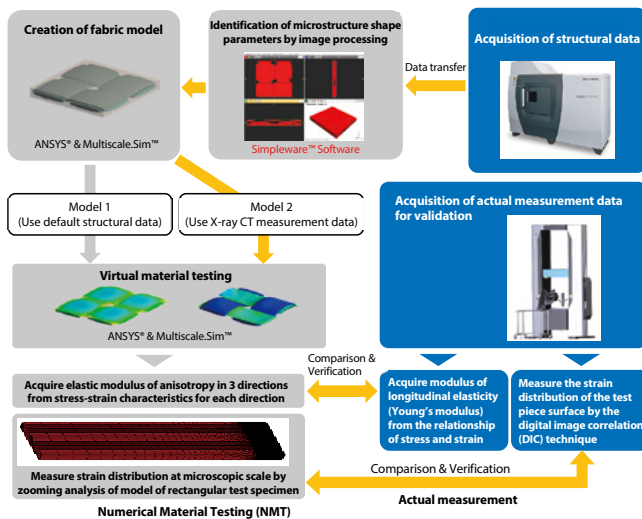 Creation of fabric model
ANSYS® & Multiscale.Sim™
Identification of microstructure shape
parameters by image processing
Simpleware™ Software
Data transfer
Acquisition of structural data
Model 1
(Use default structural data)
Model 2
(Use X-ray CT measurement data)
Acquisition of actual measurement data
for validation
Virtual material testing
ANSYS® & Multiscale.Sim™
Comparison &
Verification
Acquire elastic modulus of anisotropy in 3 directions
from stress-strain characteristics for each direction
Acquire modulus of
longitudinal elasticity
(Young's modulus)
from the relationship
of stress and strain
Measure the strain
distribution of the test
piece surface by the
digital image correlation
(DIC) technique
Measure strain distribution at microscopic scale by
zooming analysis of model of rectangular test specimen
Comparison & Verification
Actual measurement
Numerical Material Testing (NMT)